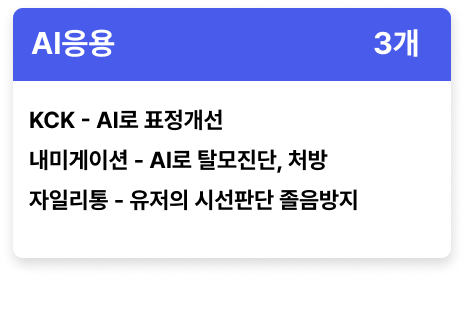 AI응용 3개
KCK - AI로 표정개선
내미게이션 - AI로 탈모진단, 처방
자일리통 - 유저의 시선판단 졸음방지